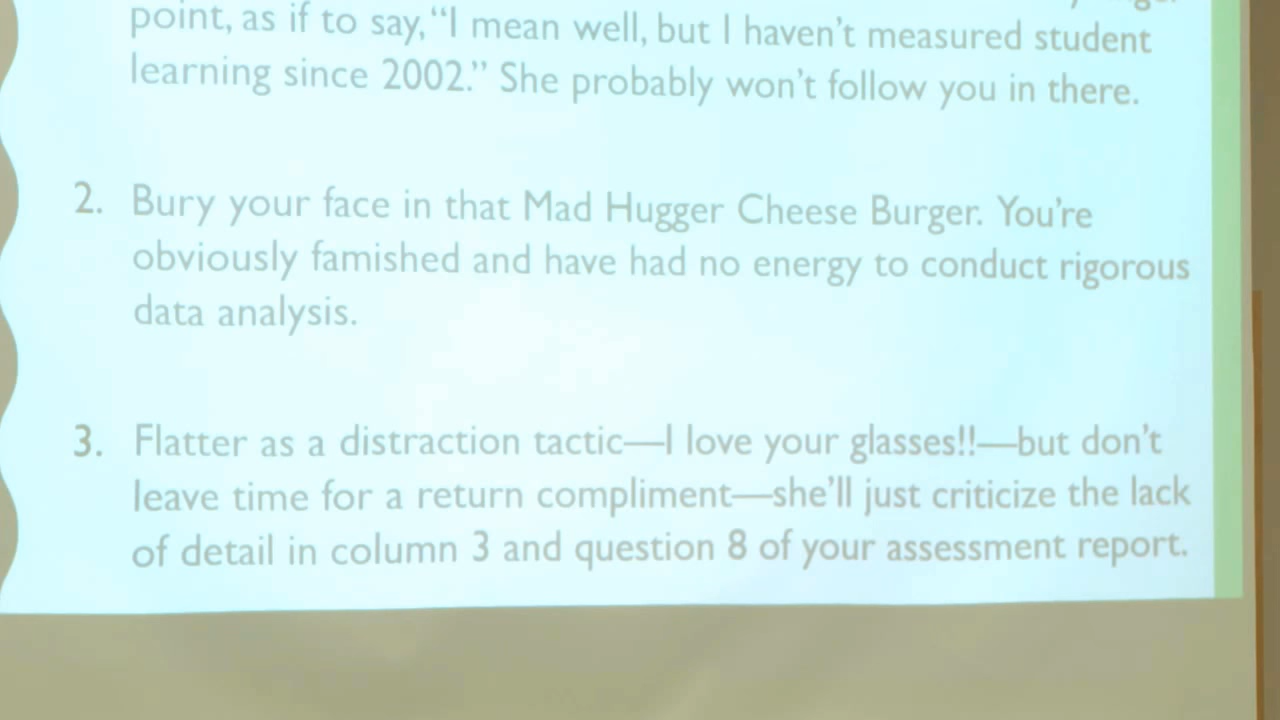 point, as if to say, “I mean well, but I haven’t measured student
learning since 2002.” She probably won’t follow you in there.
2. Bury your face in that Mad Hugger Cheese Burger. You’re
obviously famished and have had no energy to conduct rigorous
data analysis.
3. Flatter as a distraction tactic—I love your glasses!!—but don’t
leave time for a return compliment—she’ll just criticize the lack
of detail in column 3 and question 8 of your assessment report.